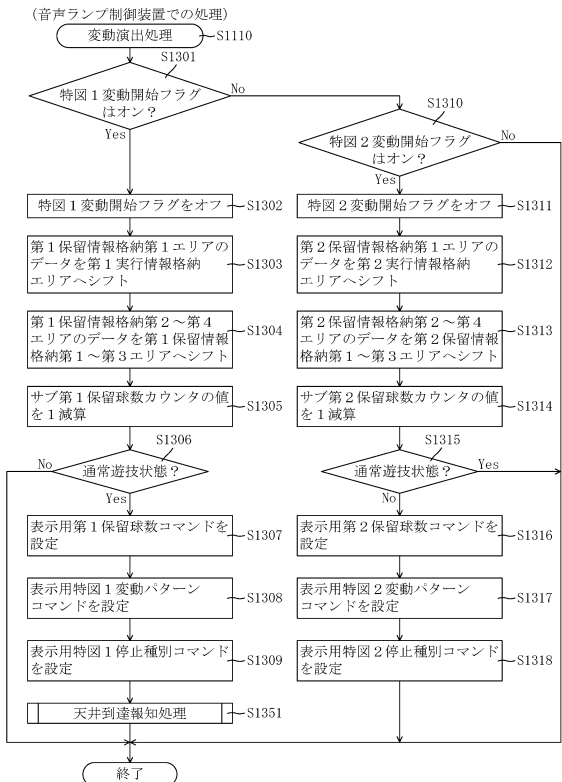 (音声ランプ制御装置での処理)
変動演出処理
S1110
S1301
特図1変動開始フラグ
はオン?
No
Yes
特図1変動開始フラグをオフ
S1302
第1保留情報格納第1エリアの
データを第1実行情報格納
エリアへシフト
S1303
第1保留情報格納第2~第4
エリアのデータを第1保留情報
格納第1~第3エリアへシフト
S1304
サブ第1保留球数カウンタの値
を1減算
S1305
S1306
通常遊技状態?
No
Yes
表示用第1保留球数コマンドを
設定
S1307
表示用特図1変動パターン
コマンドを設定
S1308
表示用特図1停止種別コマンド
を設定
S1309
天井到達報知処理
S1351
終了
S1310
特図2変動開始フラグ
はオン?
No
Yes
特図2変動開始フラグをオフ
S1311
第2保留情報格納第1エリアの
データを第2実行情報格納
エリアへシフト
S1312
第2保留情報格納第2~第4
エリアのデータを第2保留情報
格納第1~第3エリアへシフト
S1313
サブ第2保留球数カウンタの値
を1減算
S1314
S1315
通常遊技状態?
Yes
No
表示用第2保留球数コマンドを
設定
S1316
表示用特図2変動パターン
コマンドを設定
S1317
表示用特図2停止種別コマンド
を設定
S1318